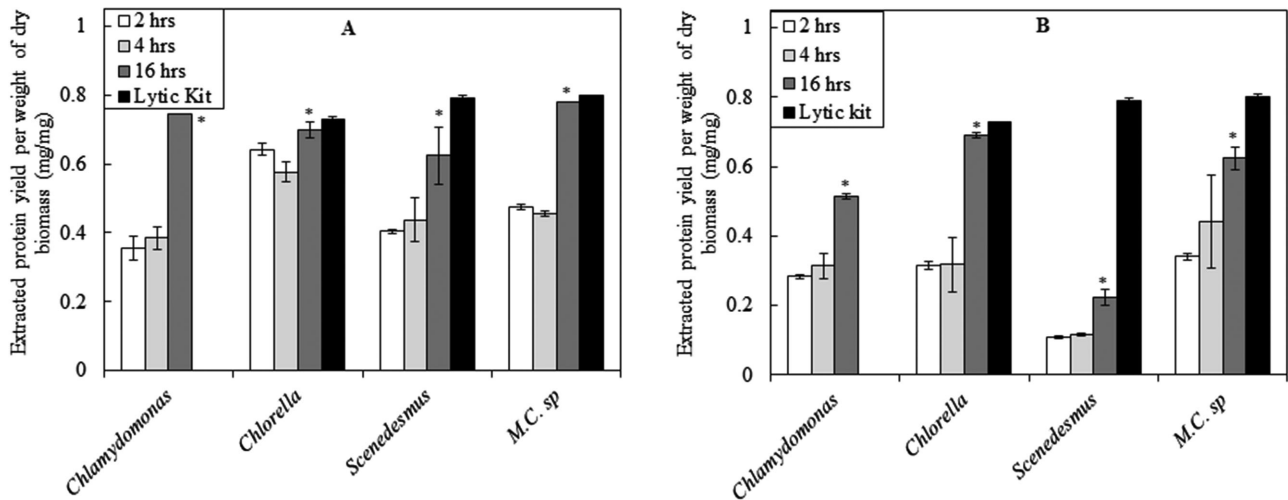 Extracted protein yield per weight of dry
biomass (mg/mg)
A
2 hrs
4 hrs
16 hrs
Lytic Kit
1
0.8
0.6
0.4
0.2
0
*
*
*
*
Chlamydomonas
Chlorella
Scenedesmus
M.C. sp
Extracted protein yield per weight of dry
biomass (mg/mg)
B
2 hrs
4 hrs
16 hrs
Lytic kit
1
0.8
0.6
0.4
0.2
0
*
*
*
*
Chlamydomonas
Chlorella
Scenedesmus
M.C. sp